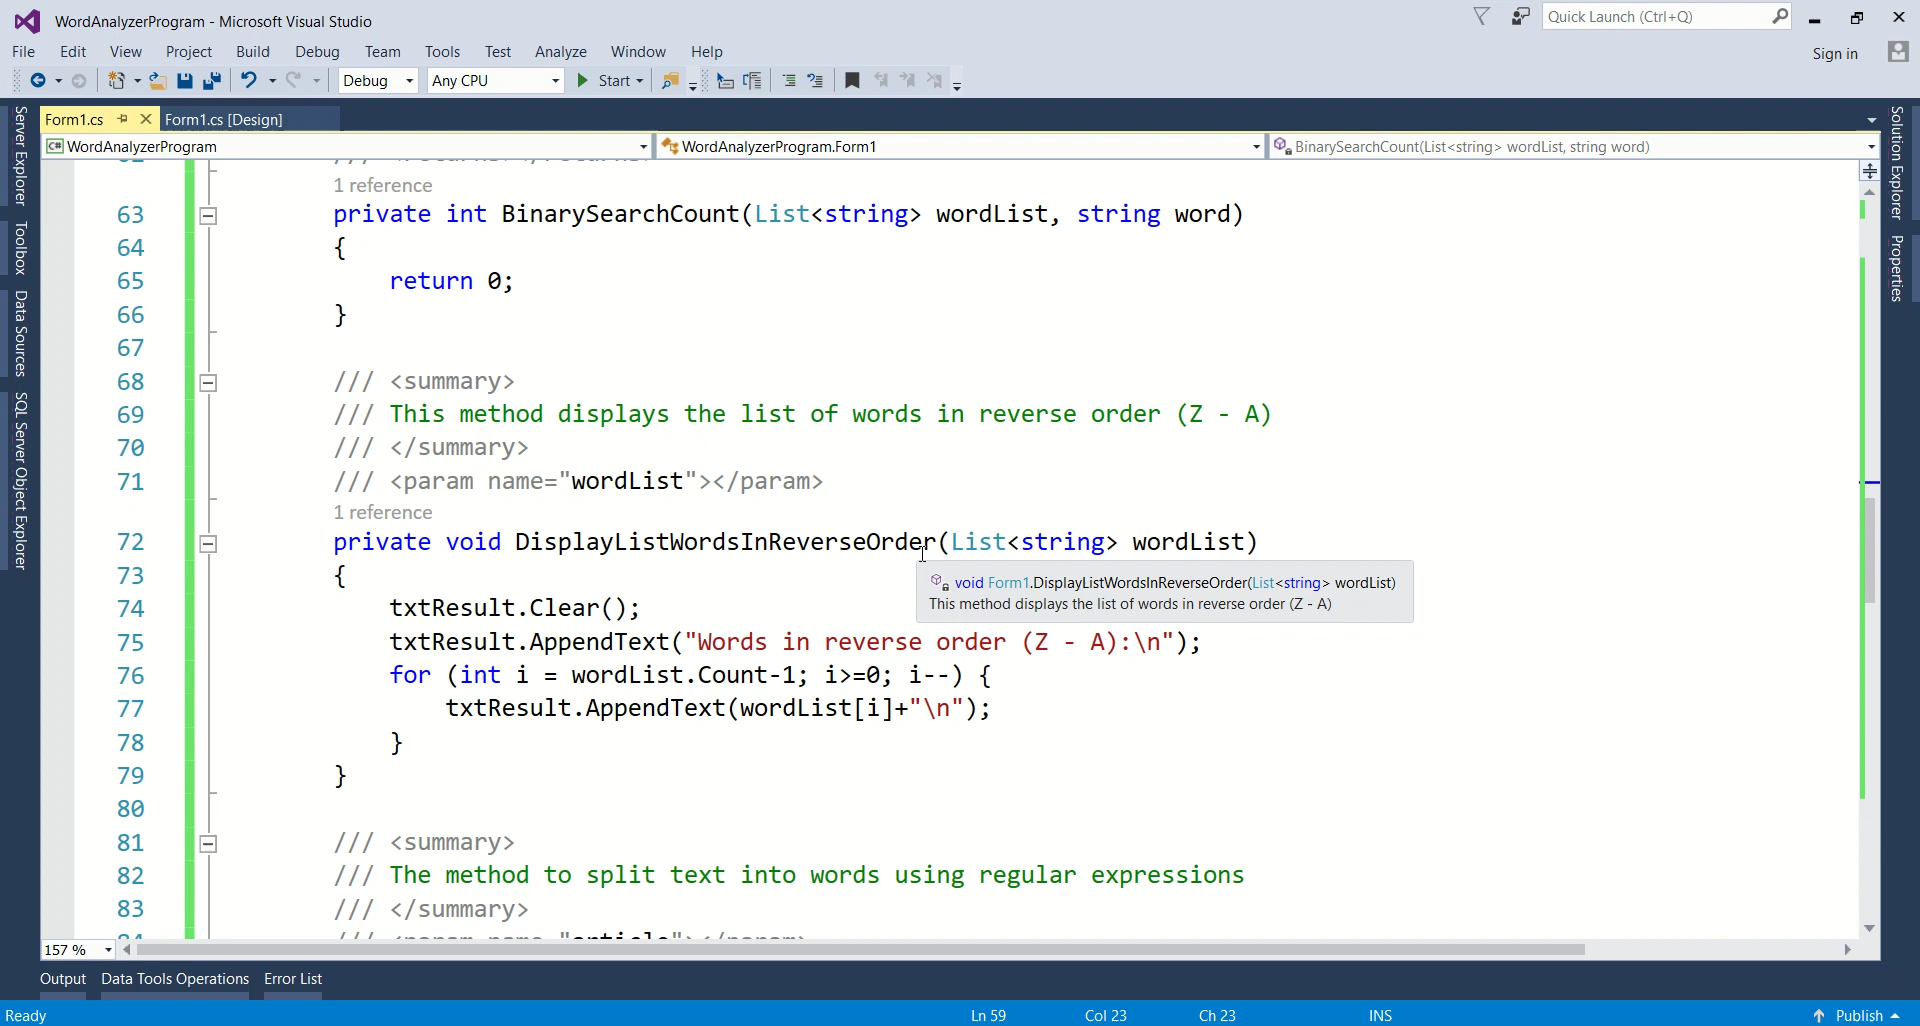 WordAnalyzerProgram - Microsoft Visual Studio
Quick Launch (Ctrl+Q)
File Edit View Project Build Debug Team Tools Test Analyze Window Help
Sign in
Debug Any CPU Start
Form1.cs Form1.cs [Design]
WordAnalyzerProgram WordAnalyzerProgram.Form1 BinarySearchCount(List<string> wordList, string word)
Server Explorer
Toolbox
Data Sources
SQL Server Object Explorer
Solution Explorer
Properties
1 reference
63 private int BinarySearchCount(List<string> wordList, string word)
64 {
65 return 0;
66 }
67
68 /// <summary>
69 /// This method displays the list of words in reverse order (Z - A)
70 /// </summary>
71 /// <param name="wordList"></param>
1 reference
72 private void DisplayListWordsInReverseOrder(List<string> wordList)
73 {
void Form1.DisplayListWordsInReverseOrder(List<string> wordList)
This method displays the list of words in reverse order (Z - A)
74 txtResult.Clear();
75 txtResult.AppendText("Words in reverse order (Z - A):\n");
76 for (int i = wordList.Count-1; i>=0; i--) {
77 txtResult.AppendText(wordList[i]+"\n");
78 }
79 }
80
81 /// <summary>
82 /// The method to split text into words using regular expressions
83 /// </summary>
157 %
Output Data Tools Operations Error List
Ready Ln 59 Col 23 Ch 23 INS Publish